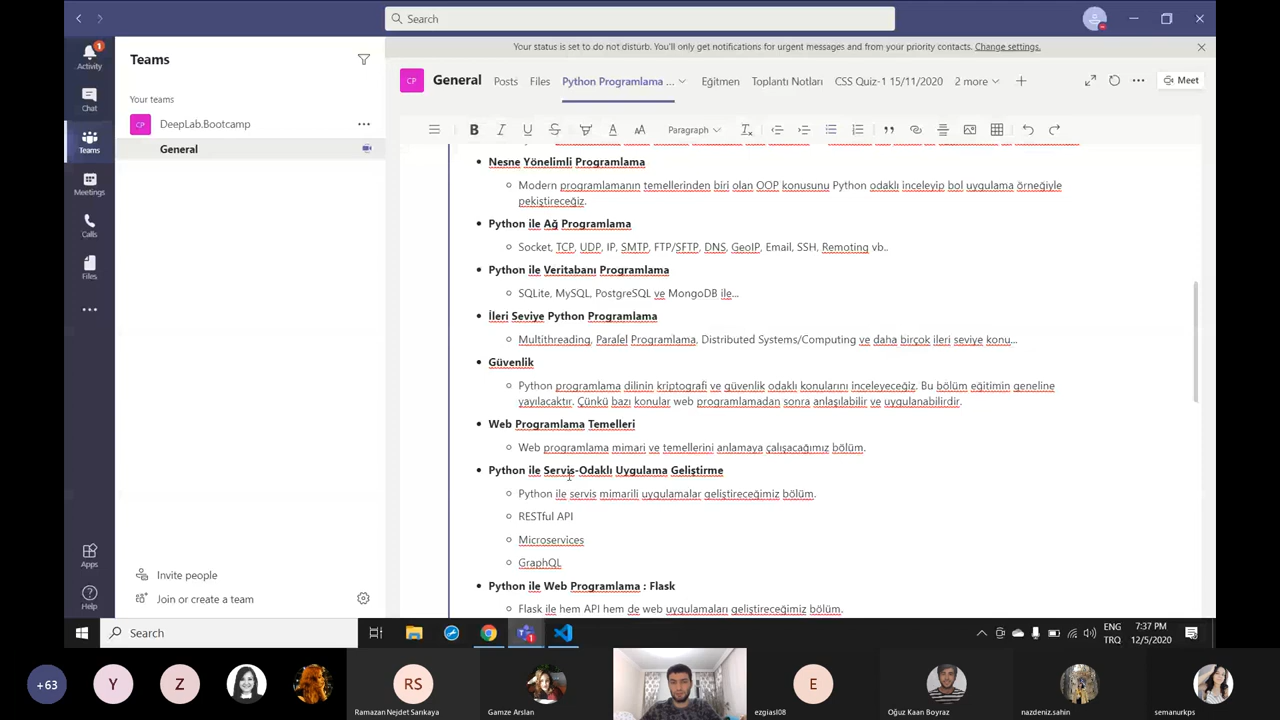 Search
Your status is set to do not disturb. You'll only get notifications for urgent messages and from your priority contacts. Change settings.
1
Activity
Chat
Teams
Meetings
Calls
Files
Apps
Help
Teams
Your teams
CP DeepLab.Bootcamp
General
Invite people
Join or create a team
CP General Posts Files Python Programlama ... Eğitmen Toplantı Notları CSS Quiz-1 15/11/2020 2 more Meet
B I U S A AA Paragraph
Nesne Yönelimli Programlama
Modern programlamanın temellerinden biri olan OOP konusunu Python odaklı inceleyip bol uygulama örneğiyle
pekiştireceğiz.
Python ile Ağ Programlama
Socket, TCP, UDP, IP, SMTP, FTP/SFTP, DNS, GeoIP, Email, SSH, Remoting vb..
Python ile Veritabanı Programlama
SQLite, MySQL, PostgreSQL ve MongoDB ile...
İleri Seviye Python Programlama
Multithreading, Paralel Programlama, Distributed Systems/Computing ve daha birçok ileri seviye konu...
Güvenlik
Python programlama dilinin kriptografi ve güvenlik odaklı konularını inceleyeceğiz. Bu bölüm eğitimin geneline
yayılacaktır. Çünkü bazı konular web programlamadan sonra anlaşılabilir ve uygulanabilirdir.
Web Programlama Temelleri
Web programlama mimari ve temellerini anlamaya çalışacağımız bölüm.
Python ile Servis-Odaklı Uygulama Geliştirme
Python ile servis mimarili uygulamalar geliştireceğimiz bölüm.
RESTful API
Microservices
GraphQL
Python ile Web Programlama : Flask
Flask ile hem API hem de web uygulamaları geliştireceğimiz bölüm.
Search
ENG
TRQ
7:37 PM
12/5/2020
+63
Y
Z
RS
Ramazan Nejdet Sarıkaya
Gamze Arslan
E
ezgiasl08
Oğuz Kaan Boyraz
nazdeniz.sahin
semanurkps